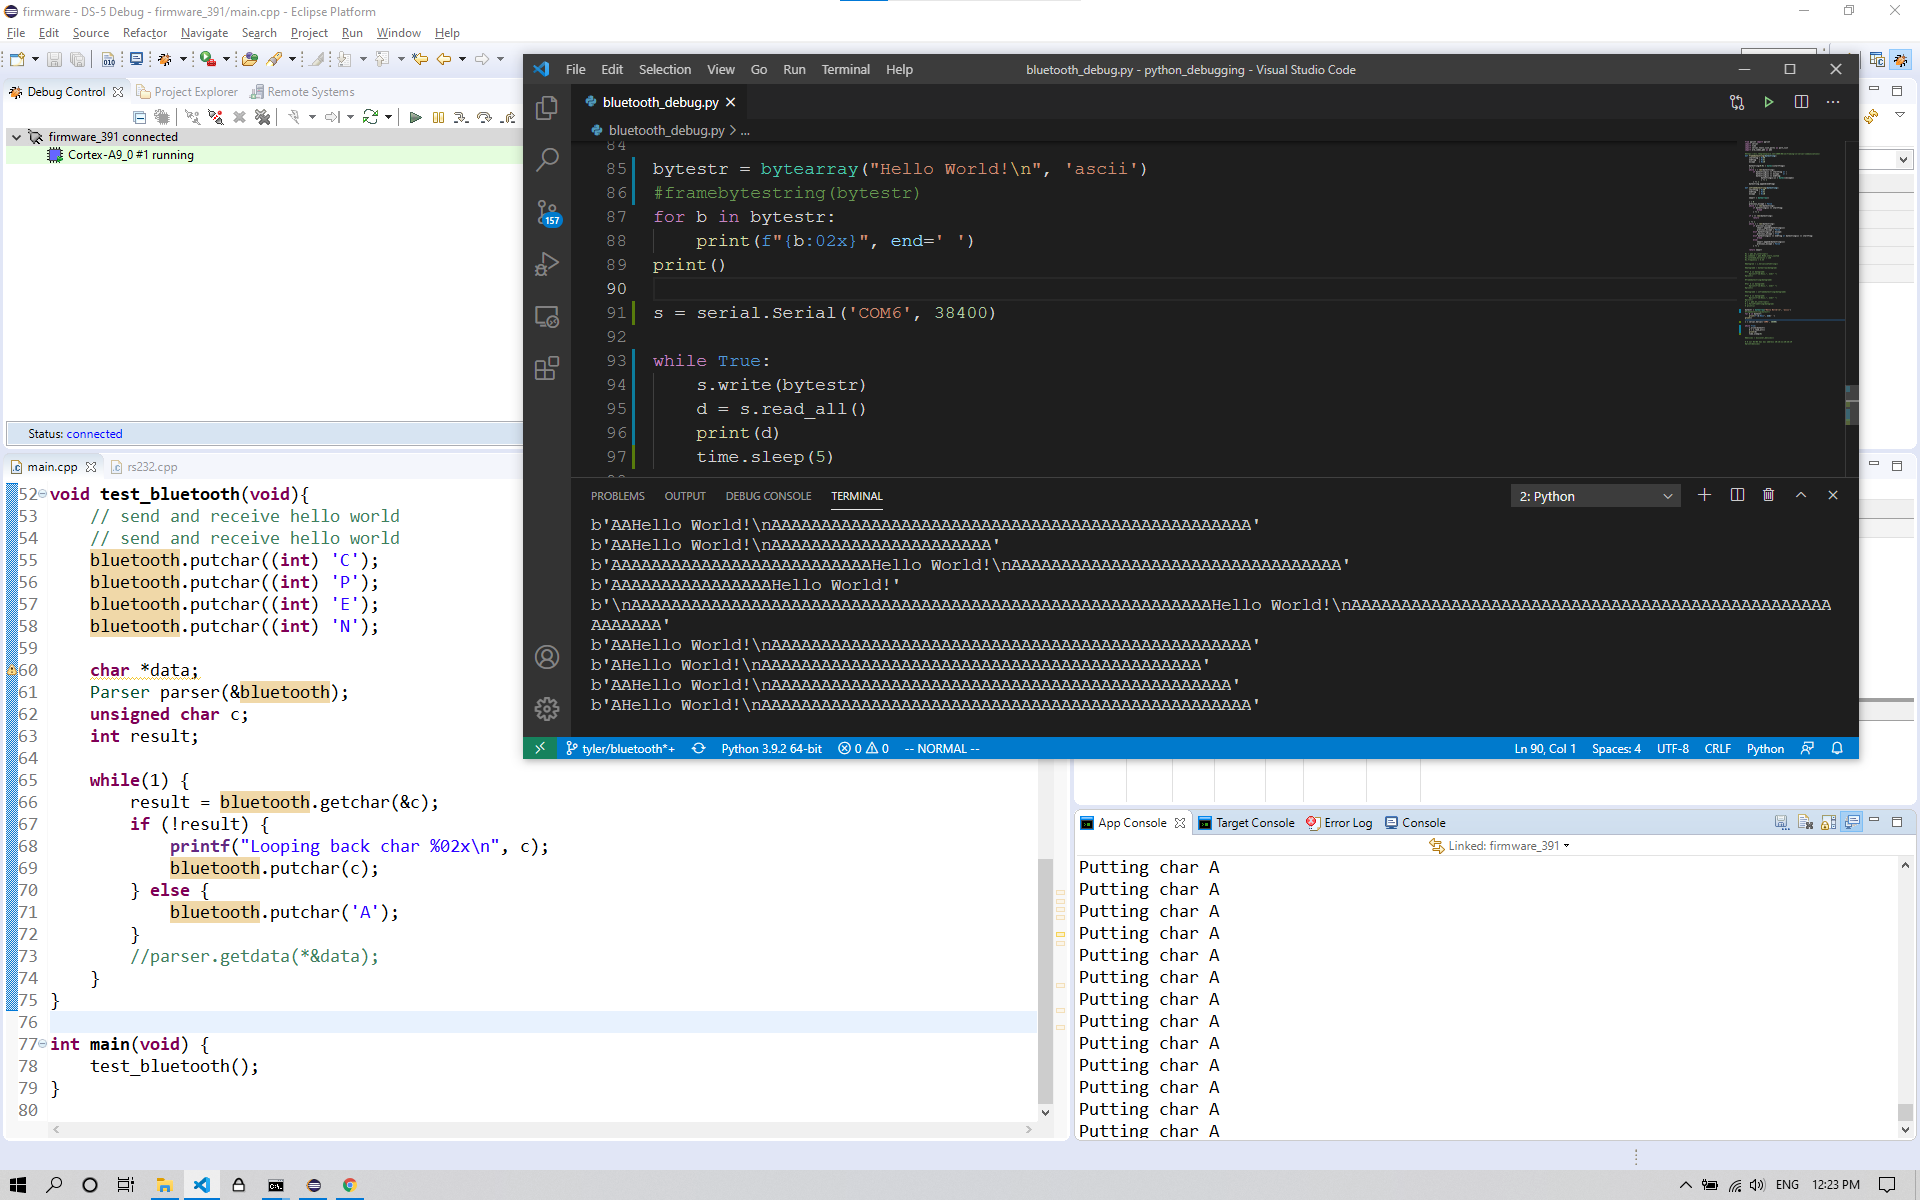 firmware - DS-5 Debug - firmware_391/main.cpp - Eclipse Platform
File Edit Source Refactor Navigate Search Project Run Window Help
Debug Control Project Explorer Remote Systems
firmware_391 connected
Cortex-A9_0 #1 running
Status: connected
File Edit Selection View Go Run Terminal Help bluetooth_debug.py - python_debugging - Visual Studio Code
bluetooth_debug.py
bluetooth_debug.py > ...
157
84
85 bytestr = bytearray("Hello World!\n", 'ascii')
86 #framebytestring(bytestr)
87 for b in bytestr:
88 print(f"{b:02x}", end=' ')
89 print()
90
91 s = serial.Serial('COM6', 38400)
92
93 while True:
94 s.write(bytestr)
95 d = s.read_all()
96 print(d)
97 time.sleep(5)
PROBLEMS OUTPUT DEBUG CONSOLE TERMINAL 2: Python
b'AAHello World!\nAAAAAAAAAAAAAAAAAAAAAAAAAAAAAAAAAAAAAAAAAAAAAAAA'
b'AAHello World!\nAAAAAAAAAAAAAAAAAAAAAA'
b'AAAAAAAAAAAAAAAAAAAAAAAAAAHello World!\nAAAAAAAAAAAAAAAAAAAAAAAAAAAAAAAAA'
b'AAAAAAAAAAAAAAAAHello World!'
b'\nAAAAAAAAAAAAAAAAAAAAAAAAAAAAAAAAAAAAAAAAAAAAAAAAAAAAAAAAAAHello World!\nAAAAAAAAAAAAAAAAAAAAAAAAAAAAAAAAAAAAAAAAAAAAAAAA
AAAAAAA'
b'AAHello World!\nAAAAAAAAAAAAAAAAAAAAAAAAAAAAAAAAAAAAAAAAAAAAAAAA'
b'AHello World!\nAAAAAAAAAAAAAAAAAAAAAAAAAAAAAAAAAAAAAAAAAAAA'
b'AAHello World!\nAAAAAAAAAAAAAAAAAAAAAAAAAAAAAAAAAAAAAAAAAAAAAA'
b'AHello World!\nAAAAAAAAAAAAAAAAAAAAAAAAAAAAAAAAAAAAAAAAAAAAAAAAA'
tyler/bluetooth*+ Python 3.9.2 64-bit 0 0 -- NORMAL -- Ln 90, Col 1 Spaces: 4 UTF-8 CRLF Python
main.cpp rs232.cpp
52 void test_bluetooth(void){
53 // send and receive hello world
54 // send and receive hello world
55 bluetooth.putchar((int) 'C');
56 bluetooth.putchar((int) 'P');
57 bluetooth.putchar((int) 'E');
58 bluetooth.putchar((int) 'N');
59
60 char *data;
61 Parser parser(&bluetooth);
62 unsigned char c;
63 int result;
64
65 while(1) {
66 result = bluetooth.getchar(&c);
67 if (!result) {
68 printf("Looping back char %02x\n", c);
69 bluetooth.putchar(c);
70 } else {
71 bluetooth.putchar('A');
72 }
73 //parser.getdata(*&data);
74 }
75 }
76
77 int main(void) {
78 test_bluetooth();
79 }
80
App Console Target Console Error Log Console
Linked: firmware_391
Putting char A
Putting char A
Putting char A
Putting char A
Putting char A
Putting char A
Putting char A
Putting char A
Putting char A
Putting char A
Putting char A
Putting char A
Putting char A
ENG 12:23 PM